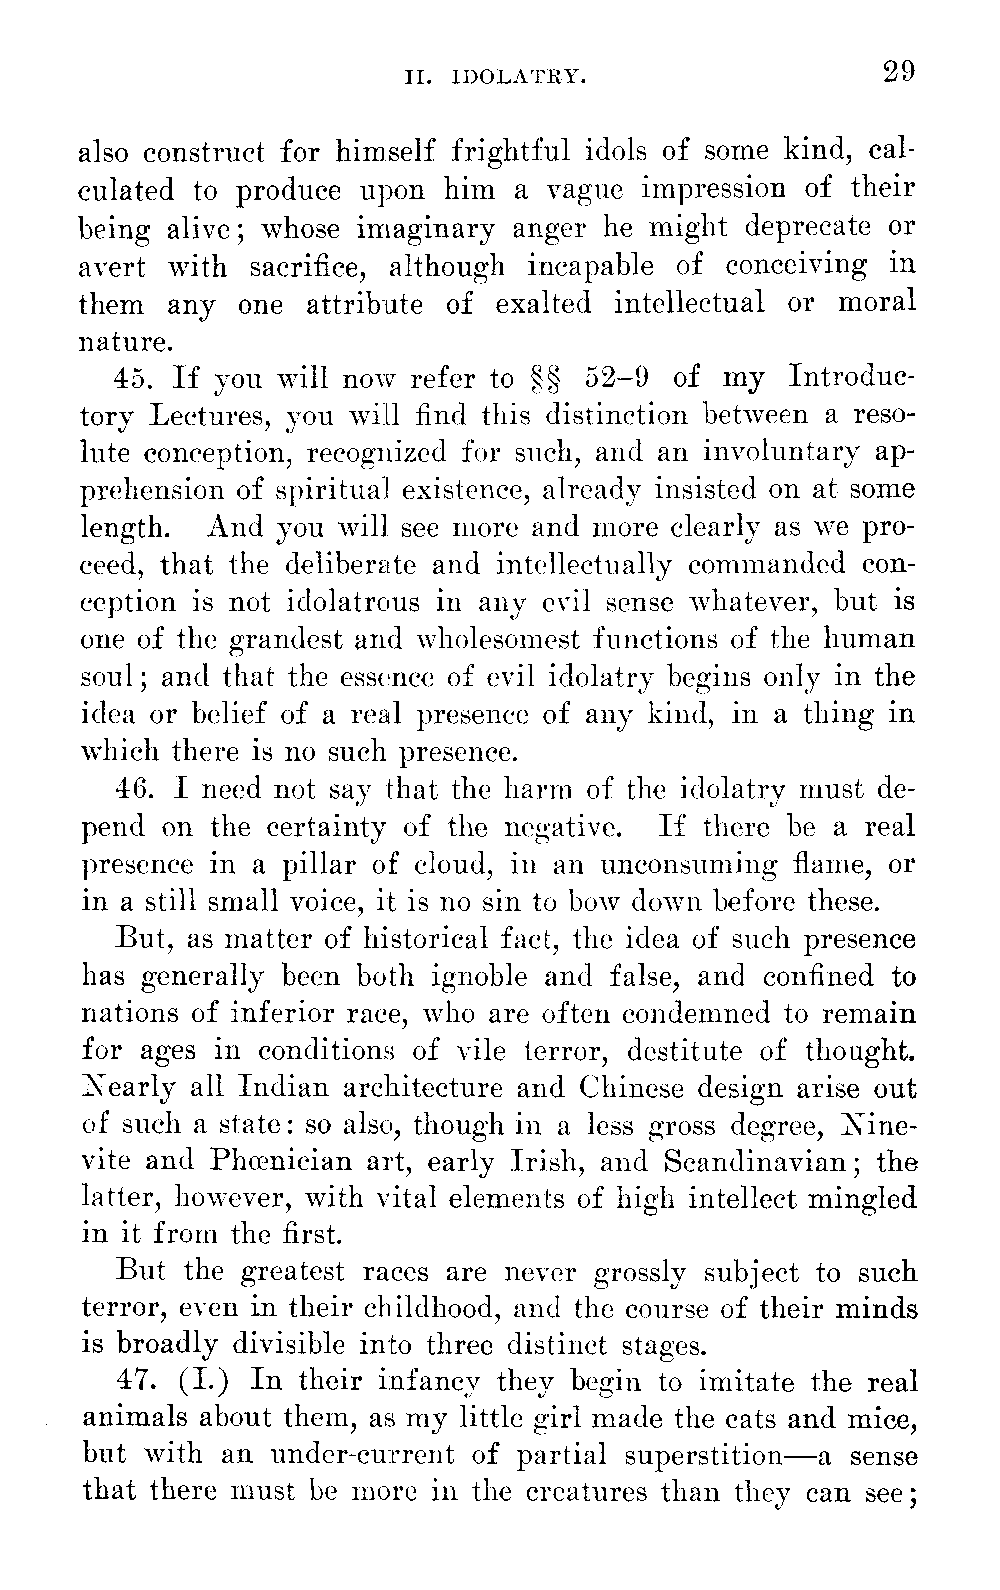 II. IDOLATRY. 29
also construct for himself frightful idols of some kind, cal-
culated to produce upon him a vague impression of their
being alive; whose imaginary anger he might deprecate or
avert with sacrifice, although incapable of conceiving in
them any one attribute of exalted intellectual or moral
nature.
45. If you will now refer to §§ 52–9 of my Introduc-
tory Lectures, you will find this distinction between a reso-
lute conception, recognized for such, and an involuntary ap-
prehension of spiritual existence, already insisted on at some
length. And you will see more and more clearly as we pro-
ceed, that the deliberate and intellectually commanded con-
ception is not idolatrous in any evil sense whatever, but is
one of the grandest and wholesomest functions of the human
soul; and that the essence of evil idolatry begins only in the
idea or belief of a real presence of any kind, in a thing in
which there is no such presence.
46. I need not say that the harm of the idolatry must de-
pend on the certainty of the negative. If there be a real
presence in a pillar of cloud, in an unconsuming flame, or
in a still small voice, it is no sin to bow down before these.
But, as matter of historical fact, the idea of such presence
has generally been both ignoble and false, and confined to
nations of inferior race, who are often condemned to remain
for ages in conditions of vile terror, destitute of thought.
Nearly all Indian architecture and Chinese design arise out
of such a state: so also, though in a less gross degree, Nine-
vite and Phœnician art, early Irish, and Scandinavian; the
latter, however, with vital elements of high intellect mingled
in it from the first.
But the greatest races are never grossly subject to such
terror, even in their childhood, and the course of their minds
is broadly divisible into three distinct stages.
47. (I.) In their infancy they begin to imitate the real
animals about them, as my little girl made the cats and mice,
but with an under-current of partial superstition—a sense
that there must be more in the creatures than they can see;